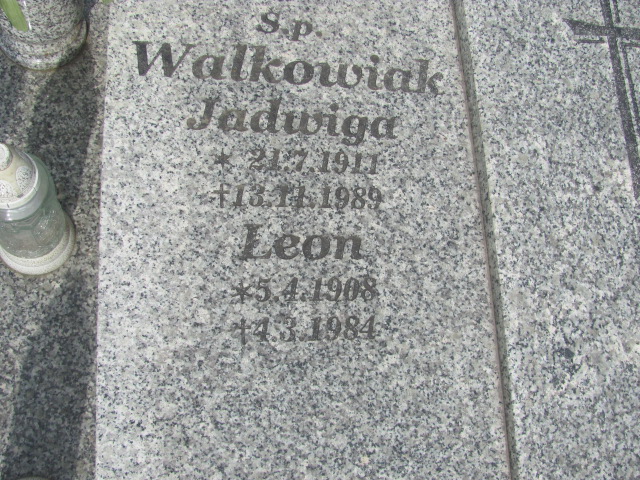 Ś.p.
Walkowiak
Jadwiga
* 21.7.1911
†13.11.1989
Leon
*5.4.1908
†4.3.1984